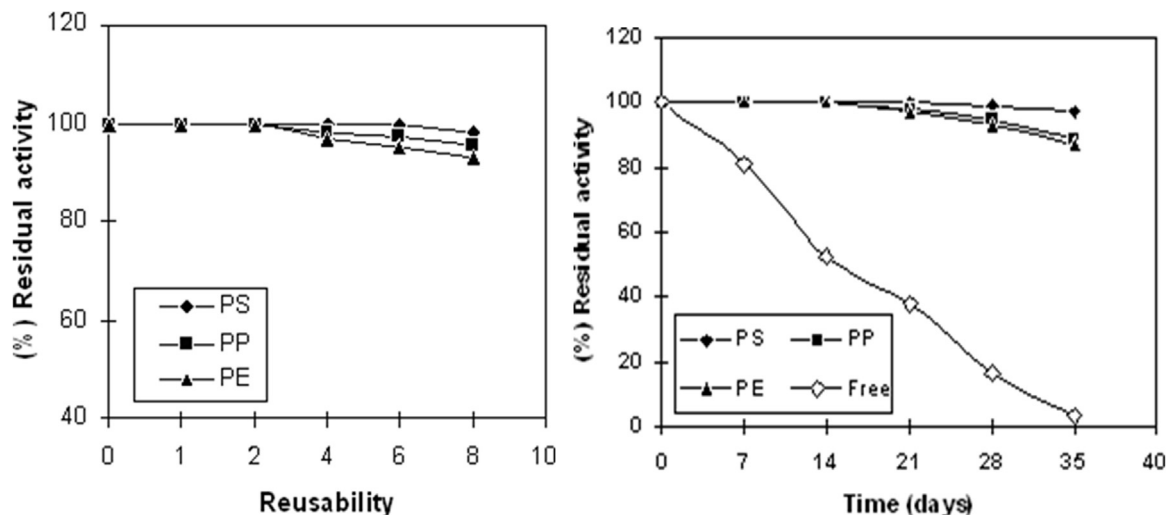 120
100
80
60
40
(%) Residual activity
PS
PP
PE
0 1 2 4 6 8 10
Reusability
120
100
80
60
40
20
0
(%) Residual activity
PS PP
PE Free
0 7 14 21 28 35 40
Time (days)